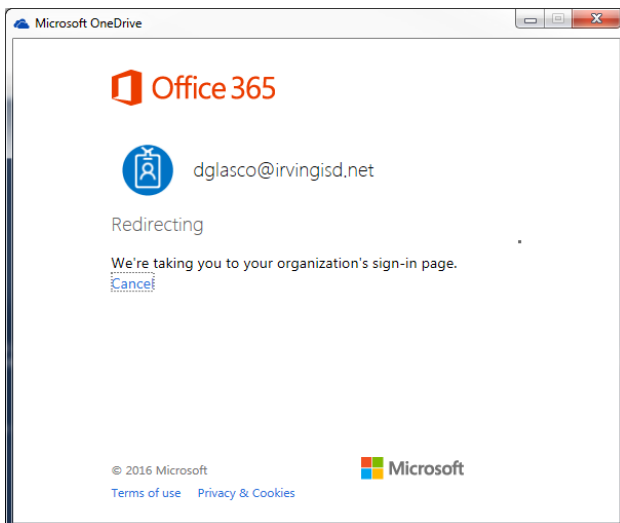 Microsoft OneDrive
Office 365
dglasco@irvingisd.net
Redirecting
We're taking you to your organization's sign-in page.
Cancel
© 2016 Microsoft
Microsoft
Terms of use Privacy & Cookies